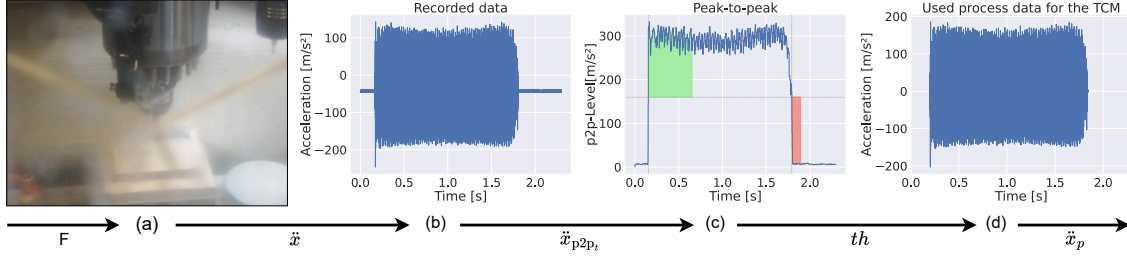 Recorded data
Acceleration [m/s²]
100
0
−100
−200
0.0 0.5 1.0 1.5 2.0
Time [s]
Peak-to-peak
p2p-Level[m/s²]
300
200
100
0
0.0 0.5 1.0 1.5 2.0
Time [s]
Used process data for the TCM
Acceleration [m/s²]
200
100
0
−100
−200
0.0 0.5 1.0 1.5 2.0
Time [s]
F (a) ẍ (b) ẍp2pt (c) th (d) ẍp